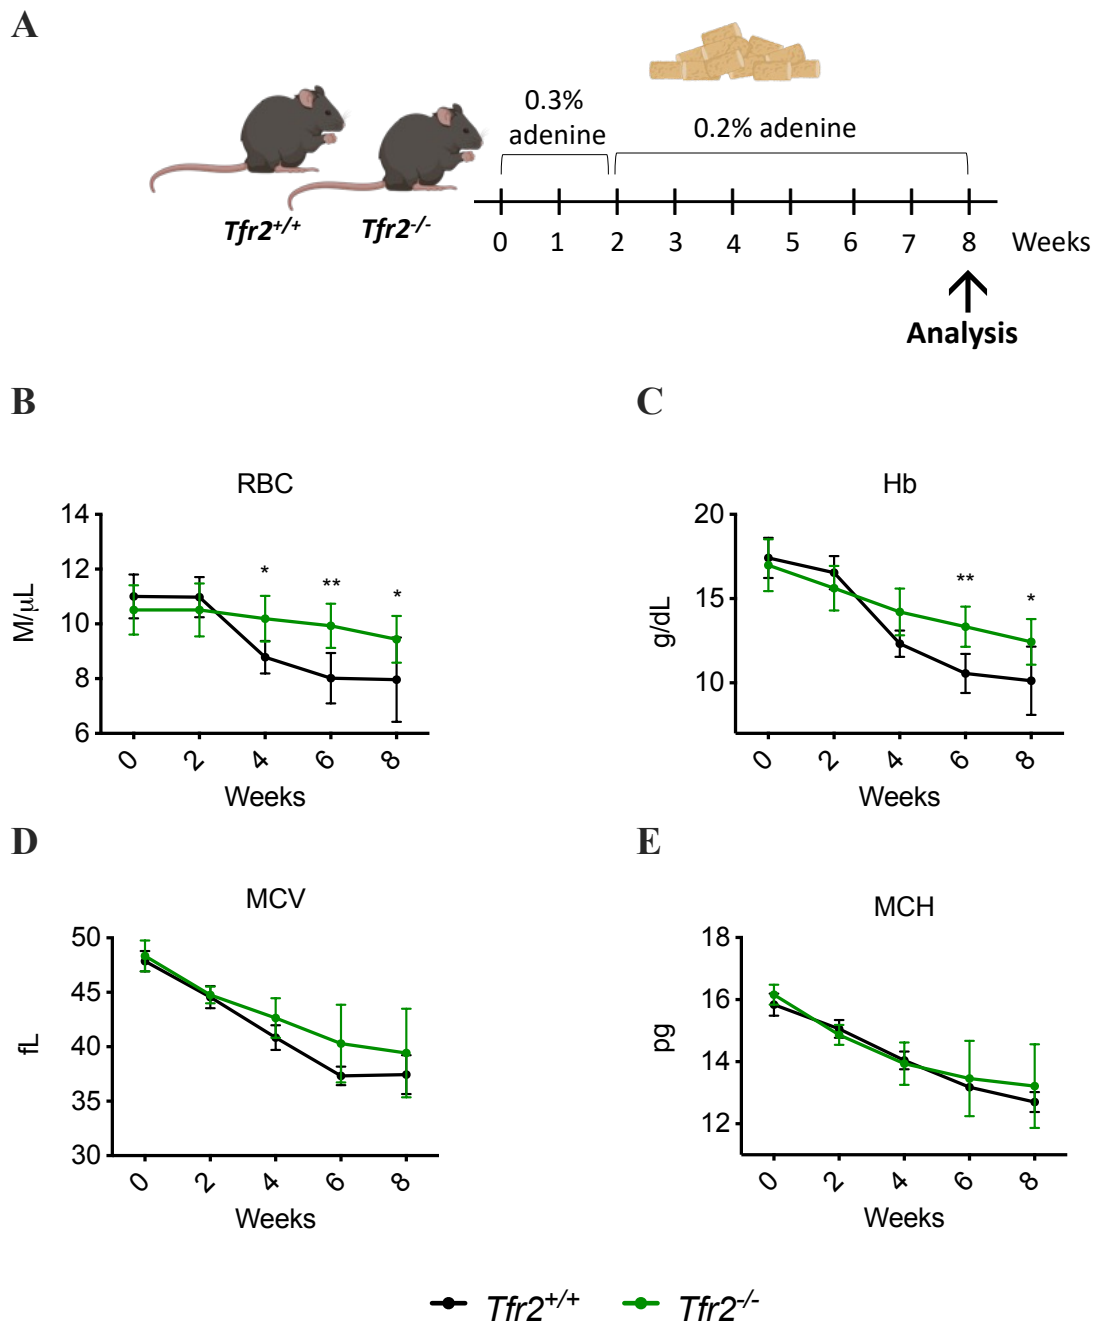 A
0.3%
adenine
0.2% adenine
Tfr2+/+
Tfr2-/-
0 1 2 3 4 5 6 7 8 Weeks
Analysis
B
RBC
14
12
10
8
6
M/μL
*
**
*
0 2 4 6 8
Weeks
C
Hb
20
15
10
g/dL
**
*
0 2 4 6 8
Weeks
D
MCV
50
45
40
35
30
fL
0 2 4 6 8
Weeks
E
MCH
18
16
14
12
pg
0 2 4 6 8
Weeks
Tfr2+/+ Tfr2-/-